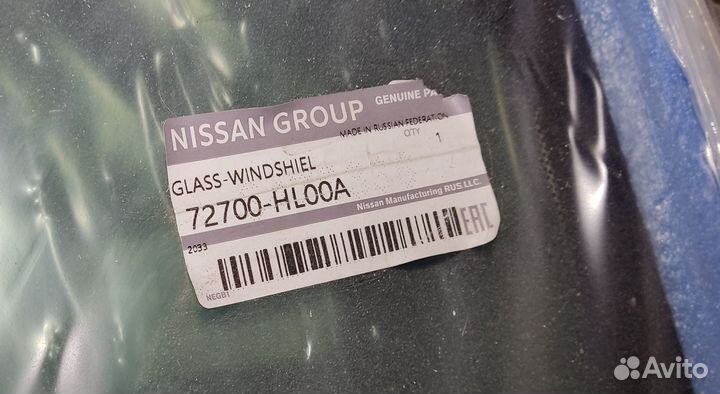 NISSAN GROUP
GENUINE PA
MADE IN RUSSIAN FEDERATION
QTY 1
GLASS-WINDSHIEL
72700-HL00A
Nissan Manufacturing RUS.LLC.
2033
EAC
NEGB1
Avito